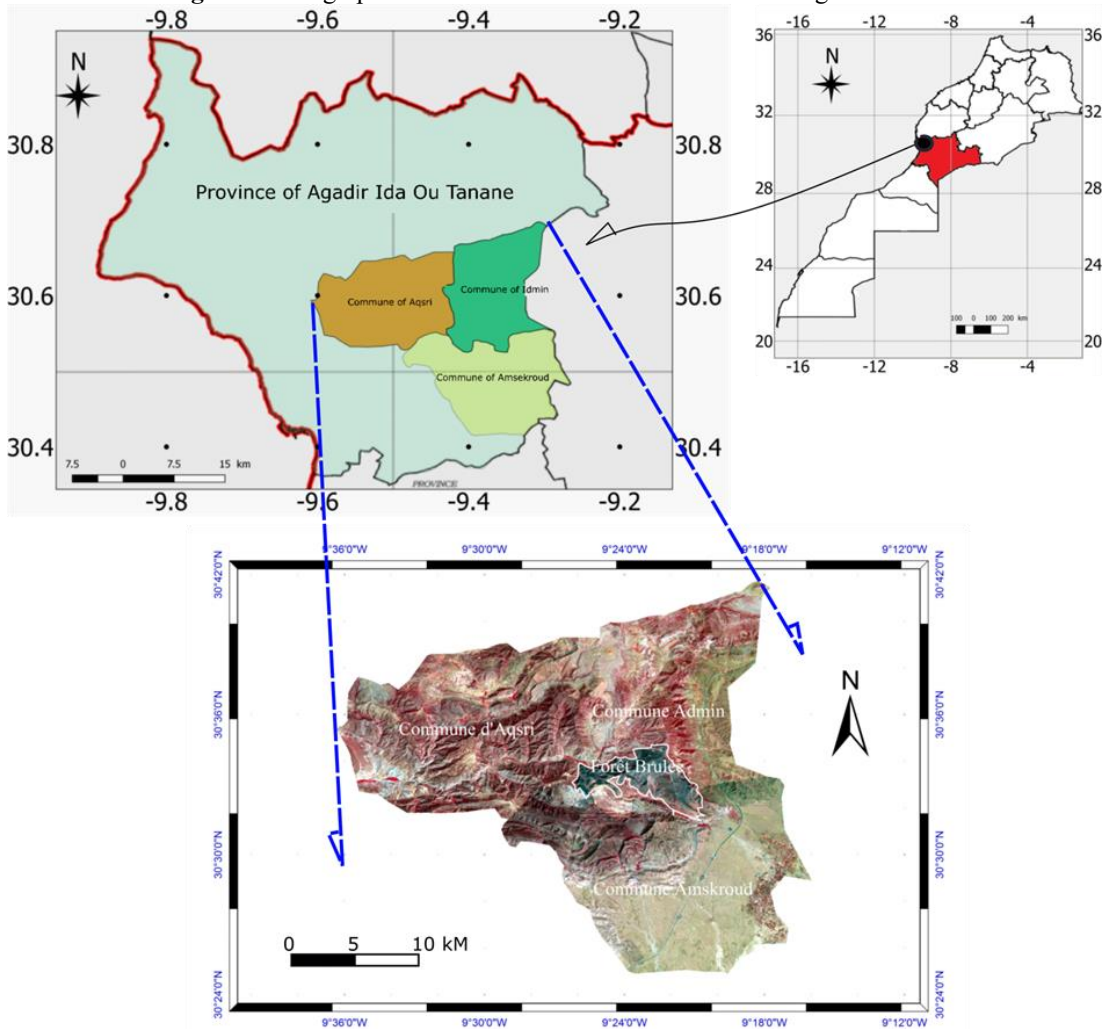 -9.8 -9.6 -9.4 -9.2
N
30.8 30.8
Province of Agadir Ida Ou Tanane
30.6 30.6
Commune of Aqsri
Commune of Idmin
Commune of Amsekroud
30.4 30.4
7.5 0 7.5 15 km
PROVINCE
-9.8 -9.6 -9.4 -9.2
-16 -12 -8 -4
36 36
N
32 32
28 28
24 24
100 0 100 200 km
20 20
-16 -12 -8 -4
9°36'0"W 9°30'0"W 9°24'0"W 9°18'0"W 9°12'0"W
30°42'0"N 30°42'0"N
N
30°36'0"N 30°36'0"N
Commune Admin
Commune d'Aqsri
Forêt Brulée
30°30'0"N 30°30'0"N
Commune Amskroud
0 5 10 kM
30°24'0"N 30°24'0"N
9°36'0"W 9°30'0"W 9°24'0"W 9°18'0"W 9°12'0"W